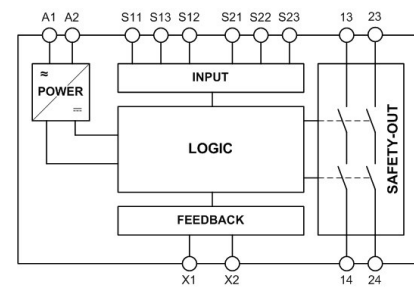 A1 A2 S11 S13 S12 S21 S22 S23 13 23
POWER
INPUT
LOGIC
SAFETY-OUT
FEEDBACK
X1 X2 14 24